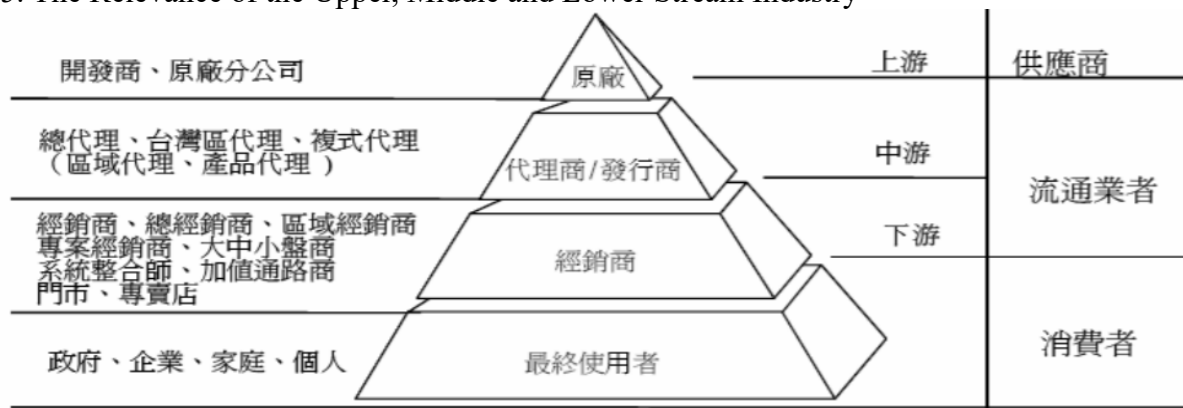 3. The Relevance of the Upper, Middle and Lower Stream Industry
開發商、原廠分公司
原廠
上游
供應商
總代理、台灣區代理、複式代理
(區域代理、產品代理 )
代理商/發行商
中游
流通業者
經銷商、總經銷商、區域經銷商
專案經銷商、大中小盤商
系統整合師、加值通路商
門市、專賣店
經銷商
下游
政府、企業、家庭、個人
最終使用者
消費者